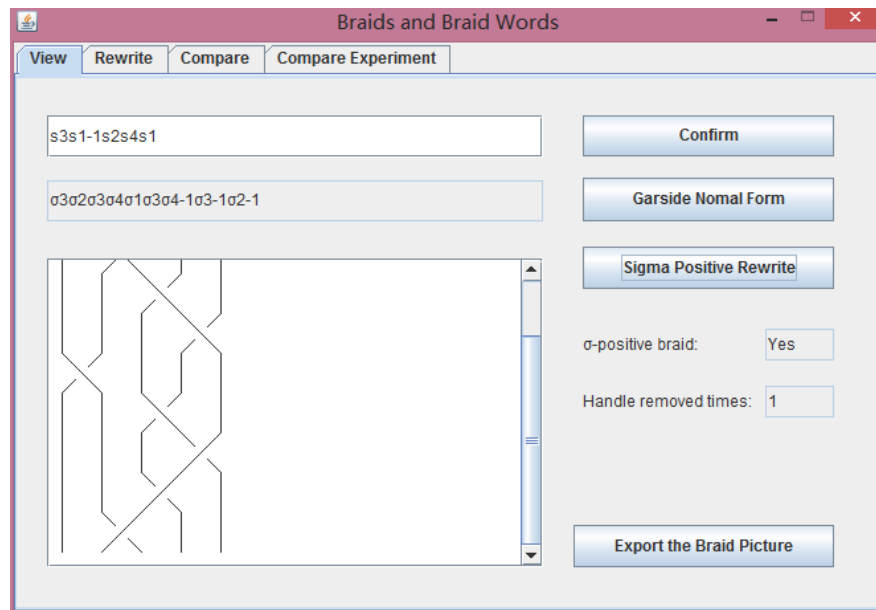 Braids and Braid Words
View Rewrite Compare Compare Experiment
s3s1-1s2s4s1 Confirm
σ3σ2σ3σ4σ1σ3σ4-1σ3-1σ2-1 Garside Nomal Form
Sigma Positive Rewrite
σ-positive braid: Yes
Handle removed times: 1
Export the Braid Picture